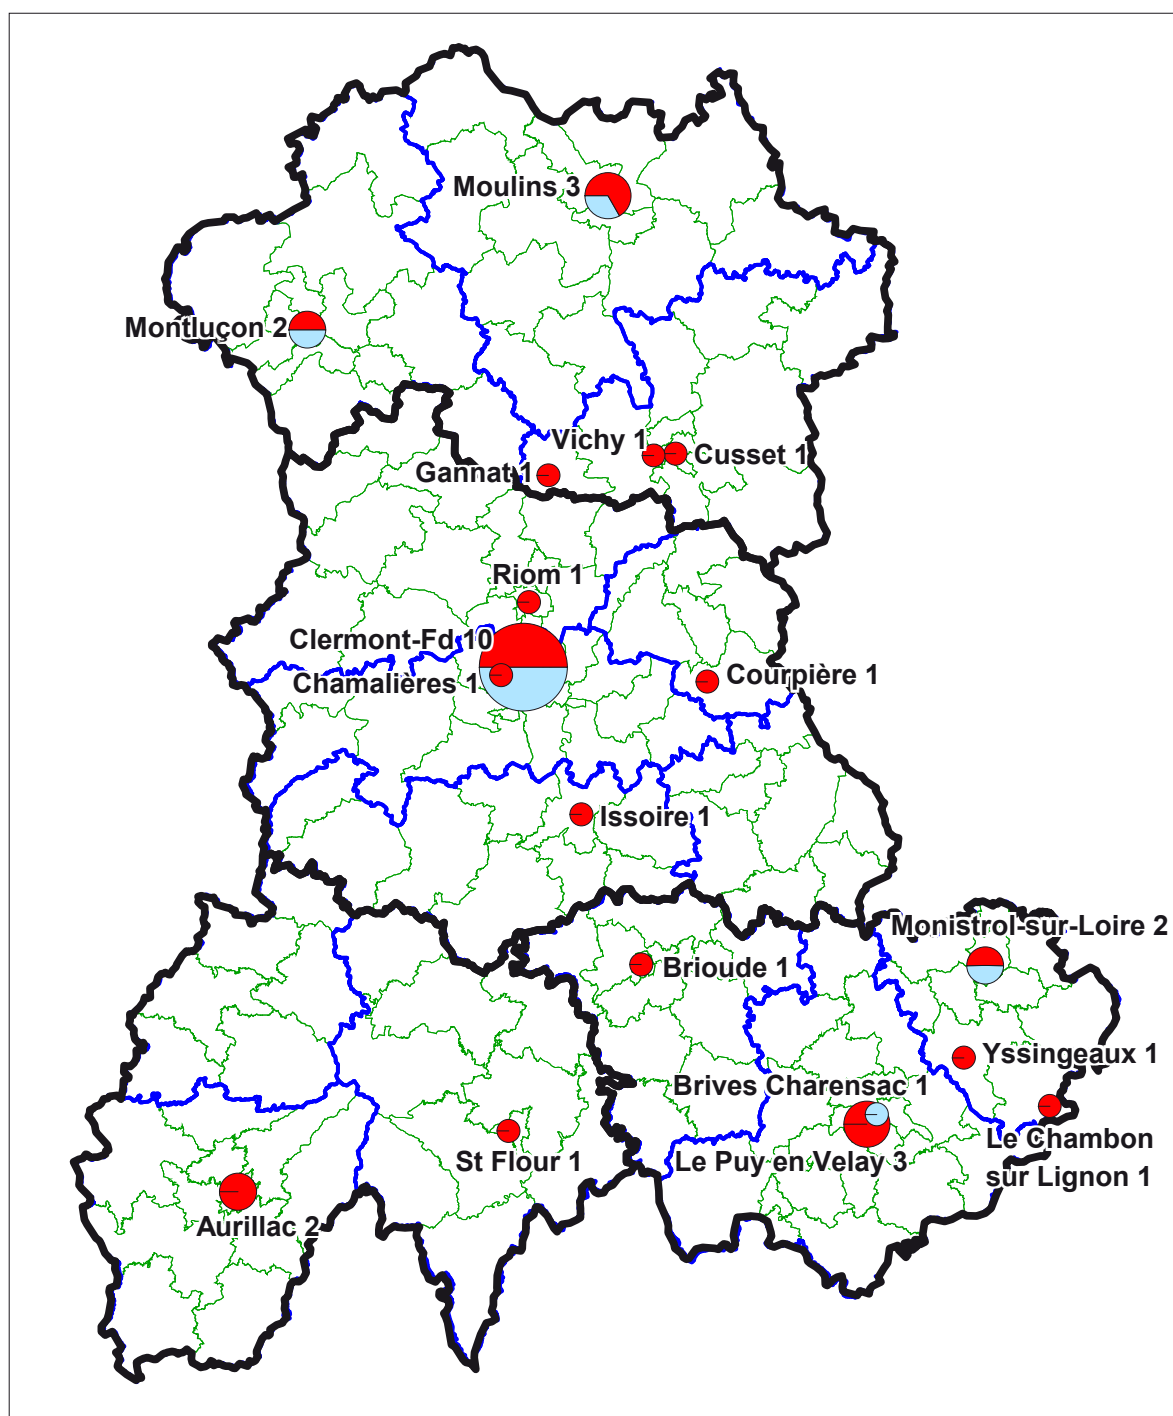 Moulins 3
Montluçon 2
Vichy 1
Cusset 1
Gannat 1
Riom 1
Clermont-Fd 10
Chamalières 1
Courpière 1
Issoire 1
Monistrol-sur-Loire 2
Brioude 1
Yssingeaux 1
Brives Charensac 1
Le Chambon
sur Lignon 1
Le Puy en Velay 3
St Flour 1
Aurillac 2